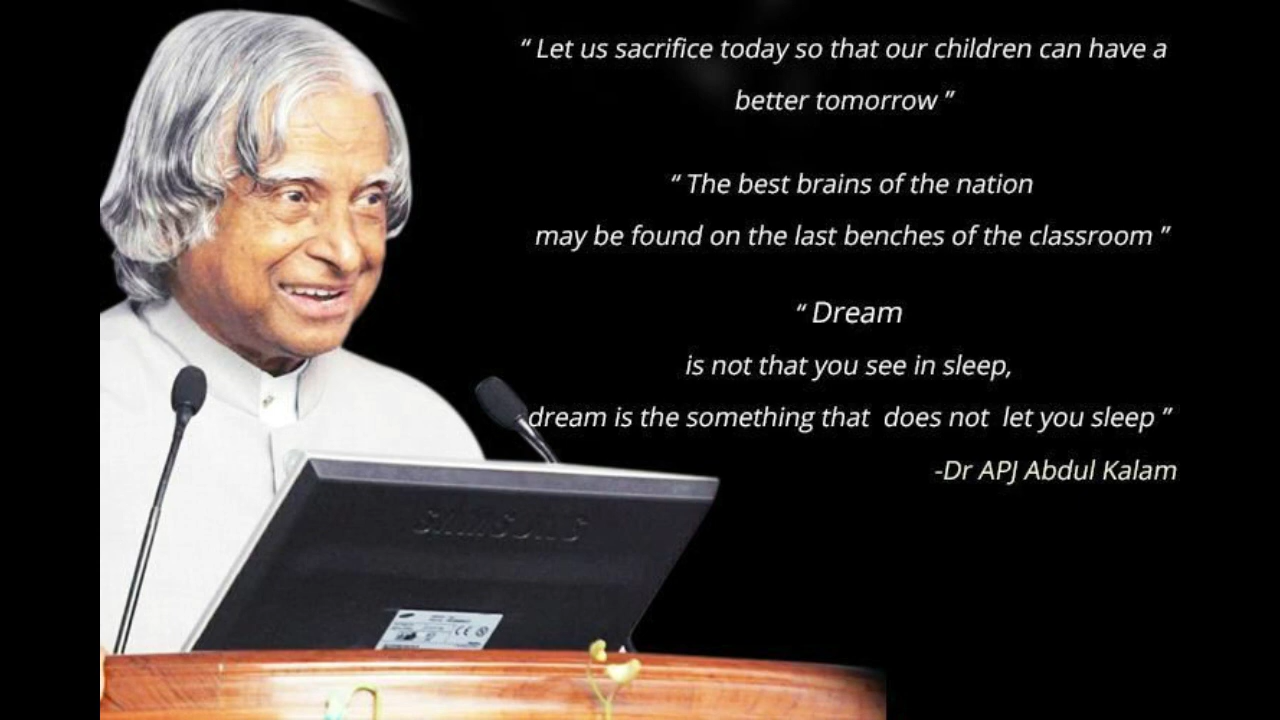 “ Let us sacrifice today so that our children can have a
better tomorrow ”
“ The best brains of the nation
may be found on the last benches of the classroom ”
“ Dream
is not that you see in sleep,
dream is the something that does not let you sleep ”
-Dr APJ Abdul Kalam
SAMSUNG